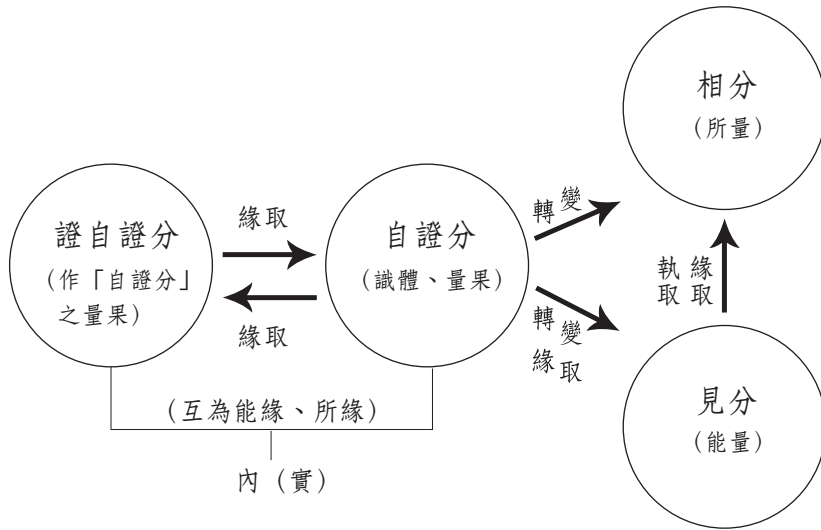 證自證分
(作「自證分」
之量果)
緣取
緣取
自證分
(識體、量果)
轉變
轉變
緣取
相分
(所量)
執取
緣取
見分
(能量)
(互為能緣、所緣)
內(實)